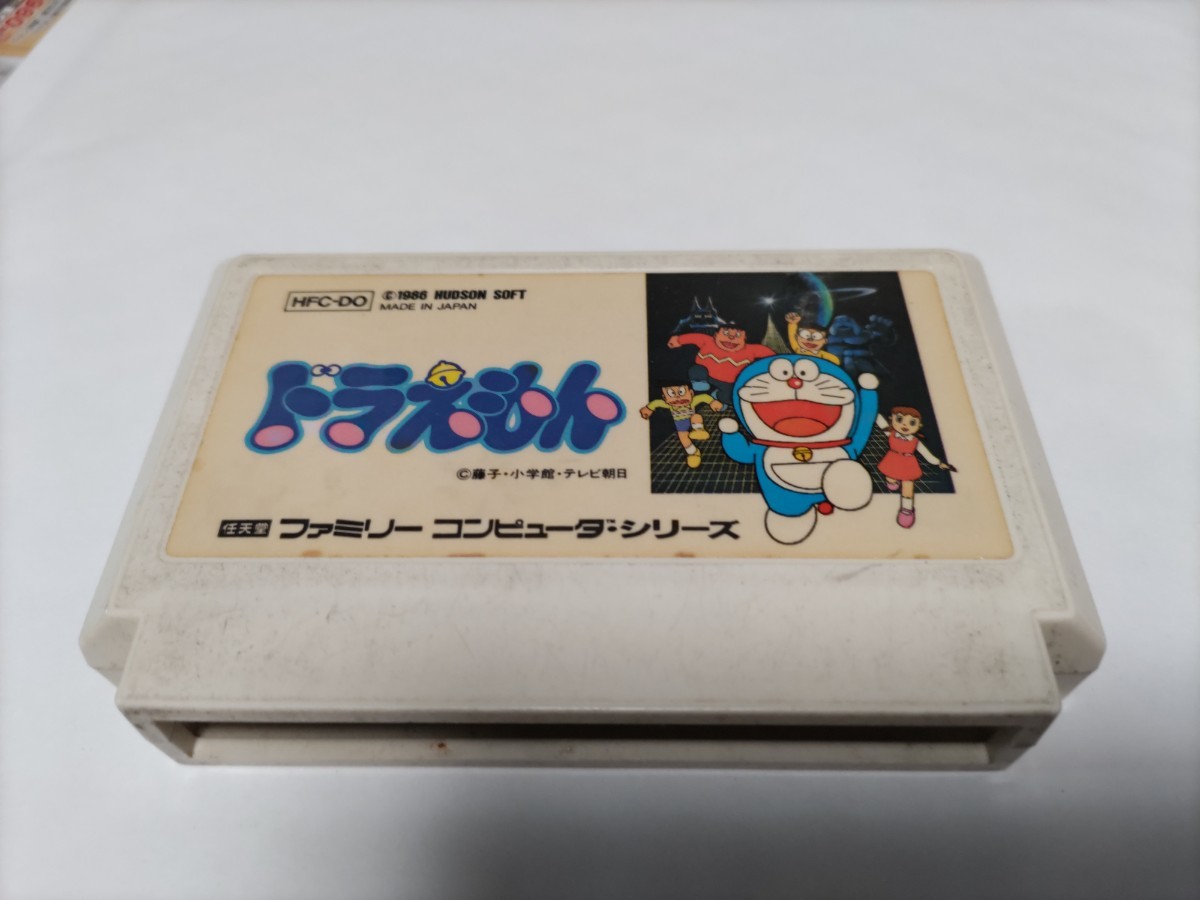 HFC-DO ©1986 HUDSON SOFT
MADE IN JAPAN
ドラえもん
©藤子・小学館・テレビ朝日
任天堂 ファミリー コンピュータ・シリーズ